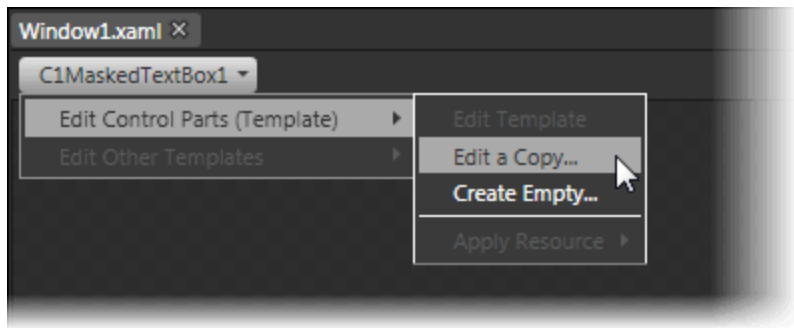 Window1.xaml
C1MaskedTextBox1
Edit Control Parts (Template)
Edit Other Templates
Edit Template
Edit a Copy...
Create Empty...
Apply Resource